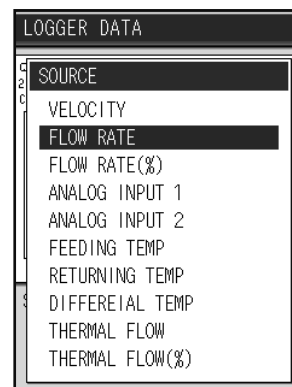 LOGGER DATA
SOURCE
VELOCITY
FLOW RATE
FLOW RATE(%)
ANALOG INPUT 1
ANALOG INPUT 2
FEEDING TEMP
RETURNING TEMP
DIFFEREIAL TEMP
THERMAL FLOW
THERMAL FLOW(%)